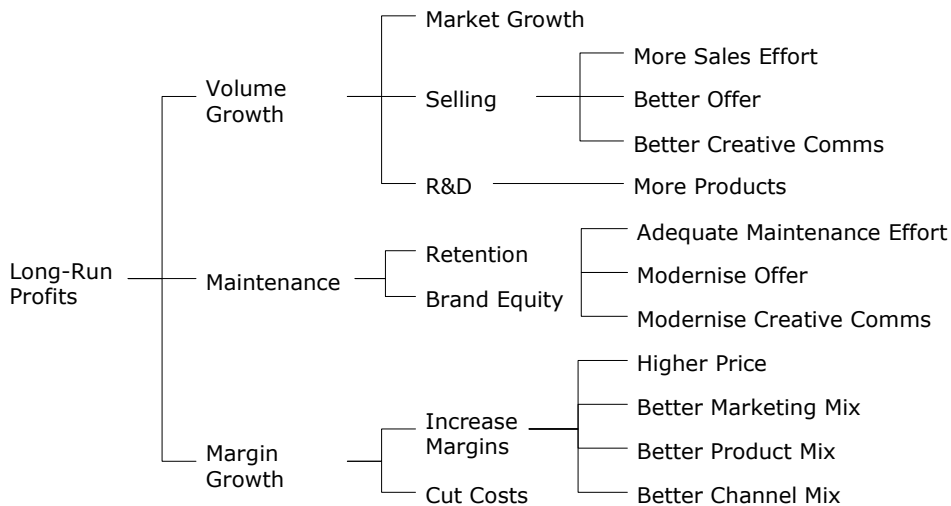 Long-Run
Profits
Volume
Growth
Market Growth
Selling
More Sales Effort
Better Offer
Better Creative Comms
R&D
More Products
Maintenance
Retention
Brand Equity
Adequate Maintenance Effort
Modernise Offer
Modernise Creative Comms
Margin
Growth
Increase
Margins
Higher Price
Better Marketing Mix
Better Product Mix
Better Channel Mix
Cut Costs